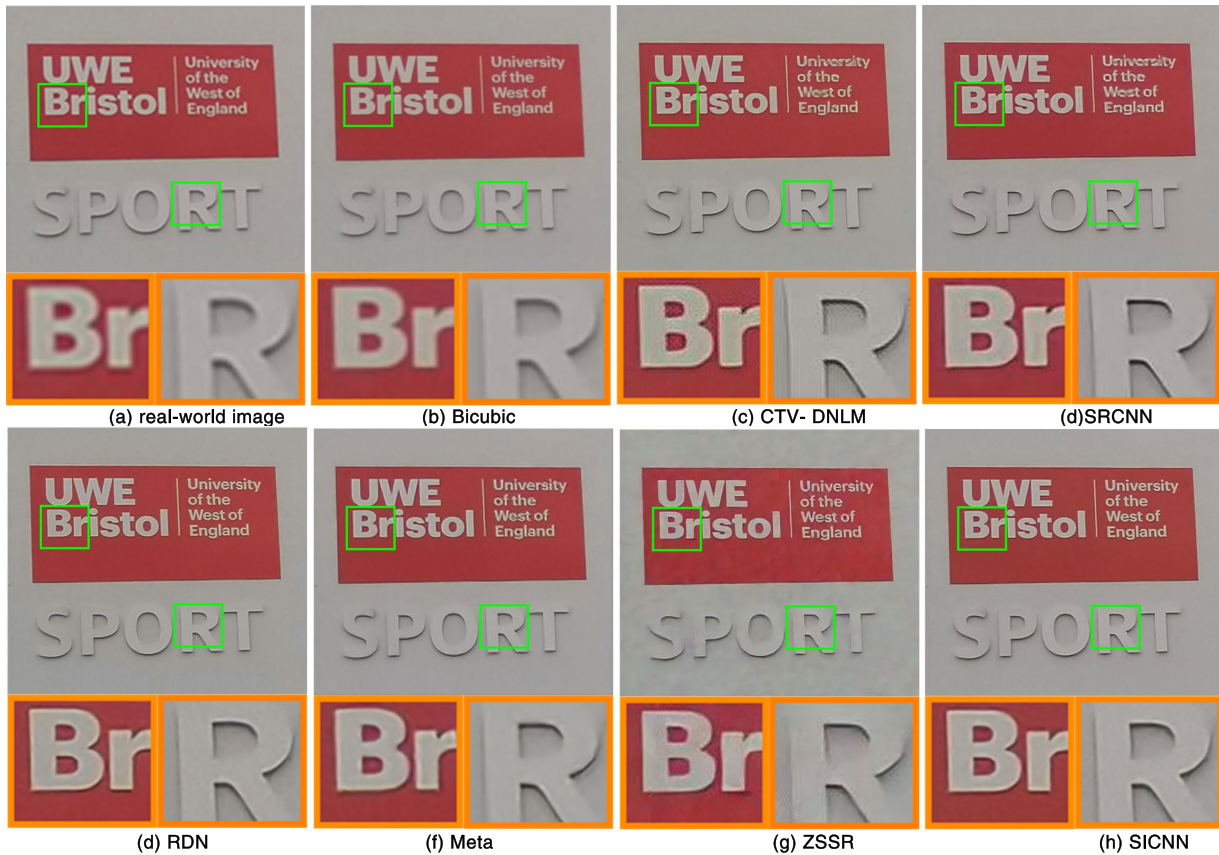 UWE
Bristol
University
of the
West of
England
SPORT
Br
R
(a) real-world image
UWE
Bristol
University
of the
West of
England
SPORT
Br
R
(b) Bicubic
UWE
Bristol
University
of the
West of
England
SPORT
Br
R
(c) CTV- DNLM
UWE
Bristol
University
of the
West of
England
SPORT
Br
R
(d)SRCNN
UWE
Bristol
University
of the
West of
England
SPORT
Br
R
(d) RDN
UWE
Bristol
University
of the
West of
England
SPORT
Br
R
(f) Meta
UWE
Bristol
University
of the
West of
England
SPORT
Br
R
(g) ZSSR
UWE
Bristol
University
of the
West of
England
SPORT
Br
R
(h) SICNN